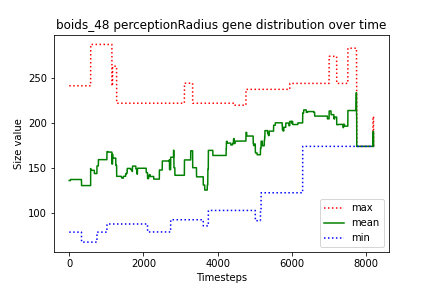 boids_48 perceptionRadius gene distribution over time
Size value
250
200
150
100
0
2000
4000
6000
8000
Timesteps
max
mean
min